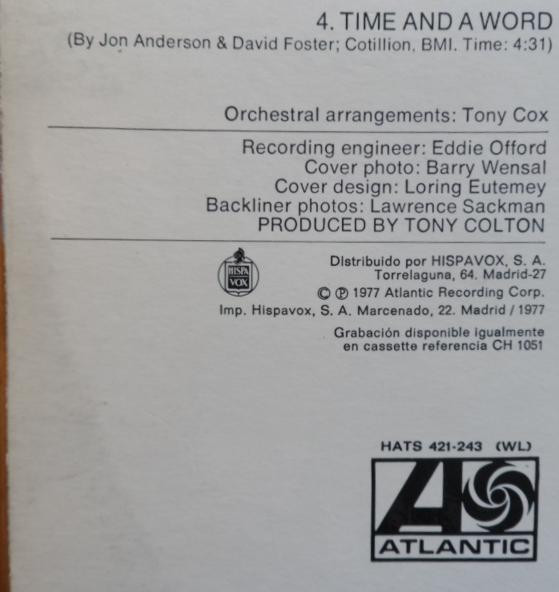 4. TIME AND A WORD
(By Jon Anderson & David Foster; Cotillion, BMI. Time: 4:31)
Orchestral arrangements: Tony Cox
Recording engineer: Eddie Offord
Cover photo: Barry Wensal
Cover design: Loring Eutemey
Backliner photos: Lawrence Sackman
PRODUCED BY TONY COLTON
HISPA
VOX
Distribuido por HISPAVOX, S. A.
Torrelaguna, 64. Madrid-27
© ℗ 1977 Atlantic Recording Corp.
Imp. Hispavox, S. A. Marcenado, 22. Madrid / 1977
Grabación disponible igualmente
en cassette referencia CH 1051
HATS 421-243 (WL)
ATLANTIC